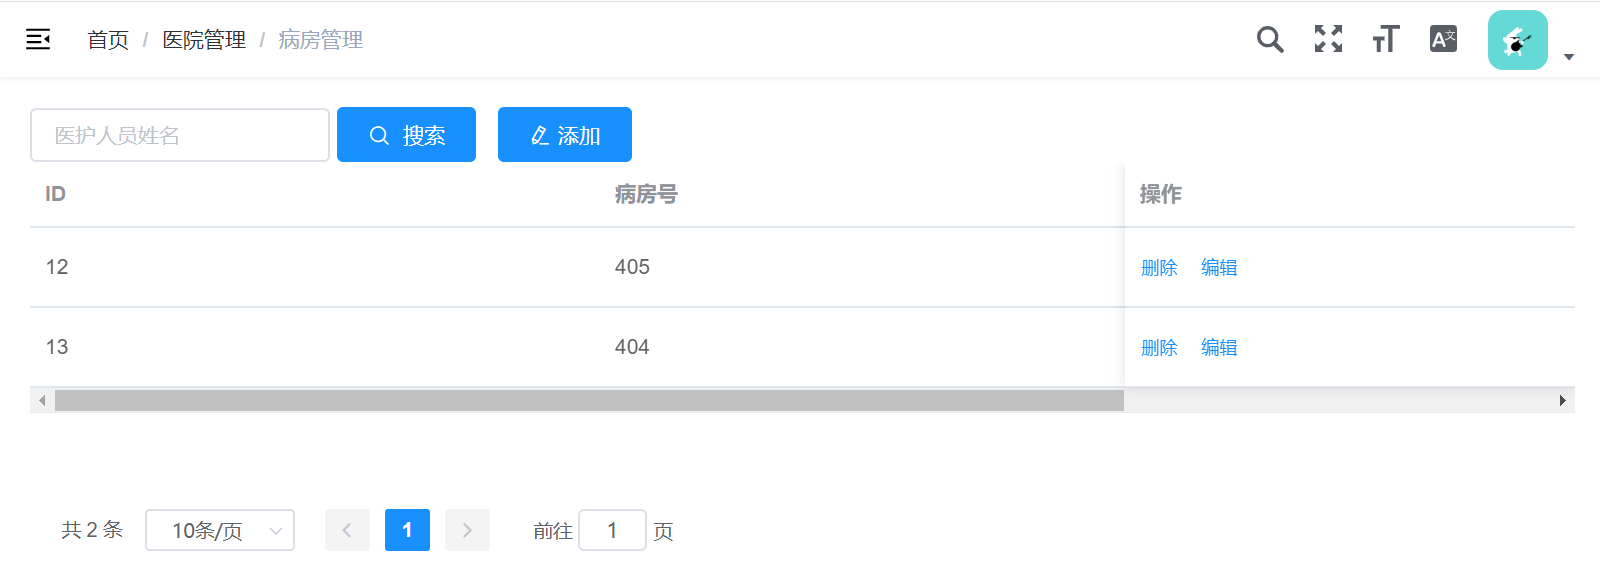 首页 / 医院管理 / 病房管理
医护人员姓名 搜索 添加
ID 病房号 操作
12 405 删除 编辑
13 404 删除 编辑
共 2 条 10条/页 1 前往 1 页